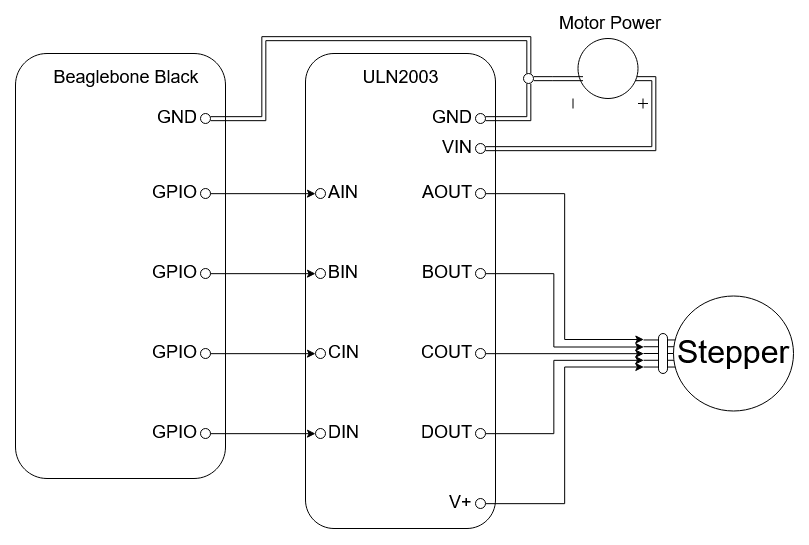 Motor Power
Beaglebone Black
ULN2003
- +
GND
GND
VIN
GPIO
AIN
AOUT
GPIO
BIN
BOUT
GPIO
CIN
COUT
Stepper
GPIO
DIN
DOUT
V+